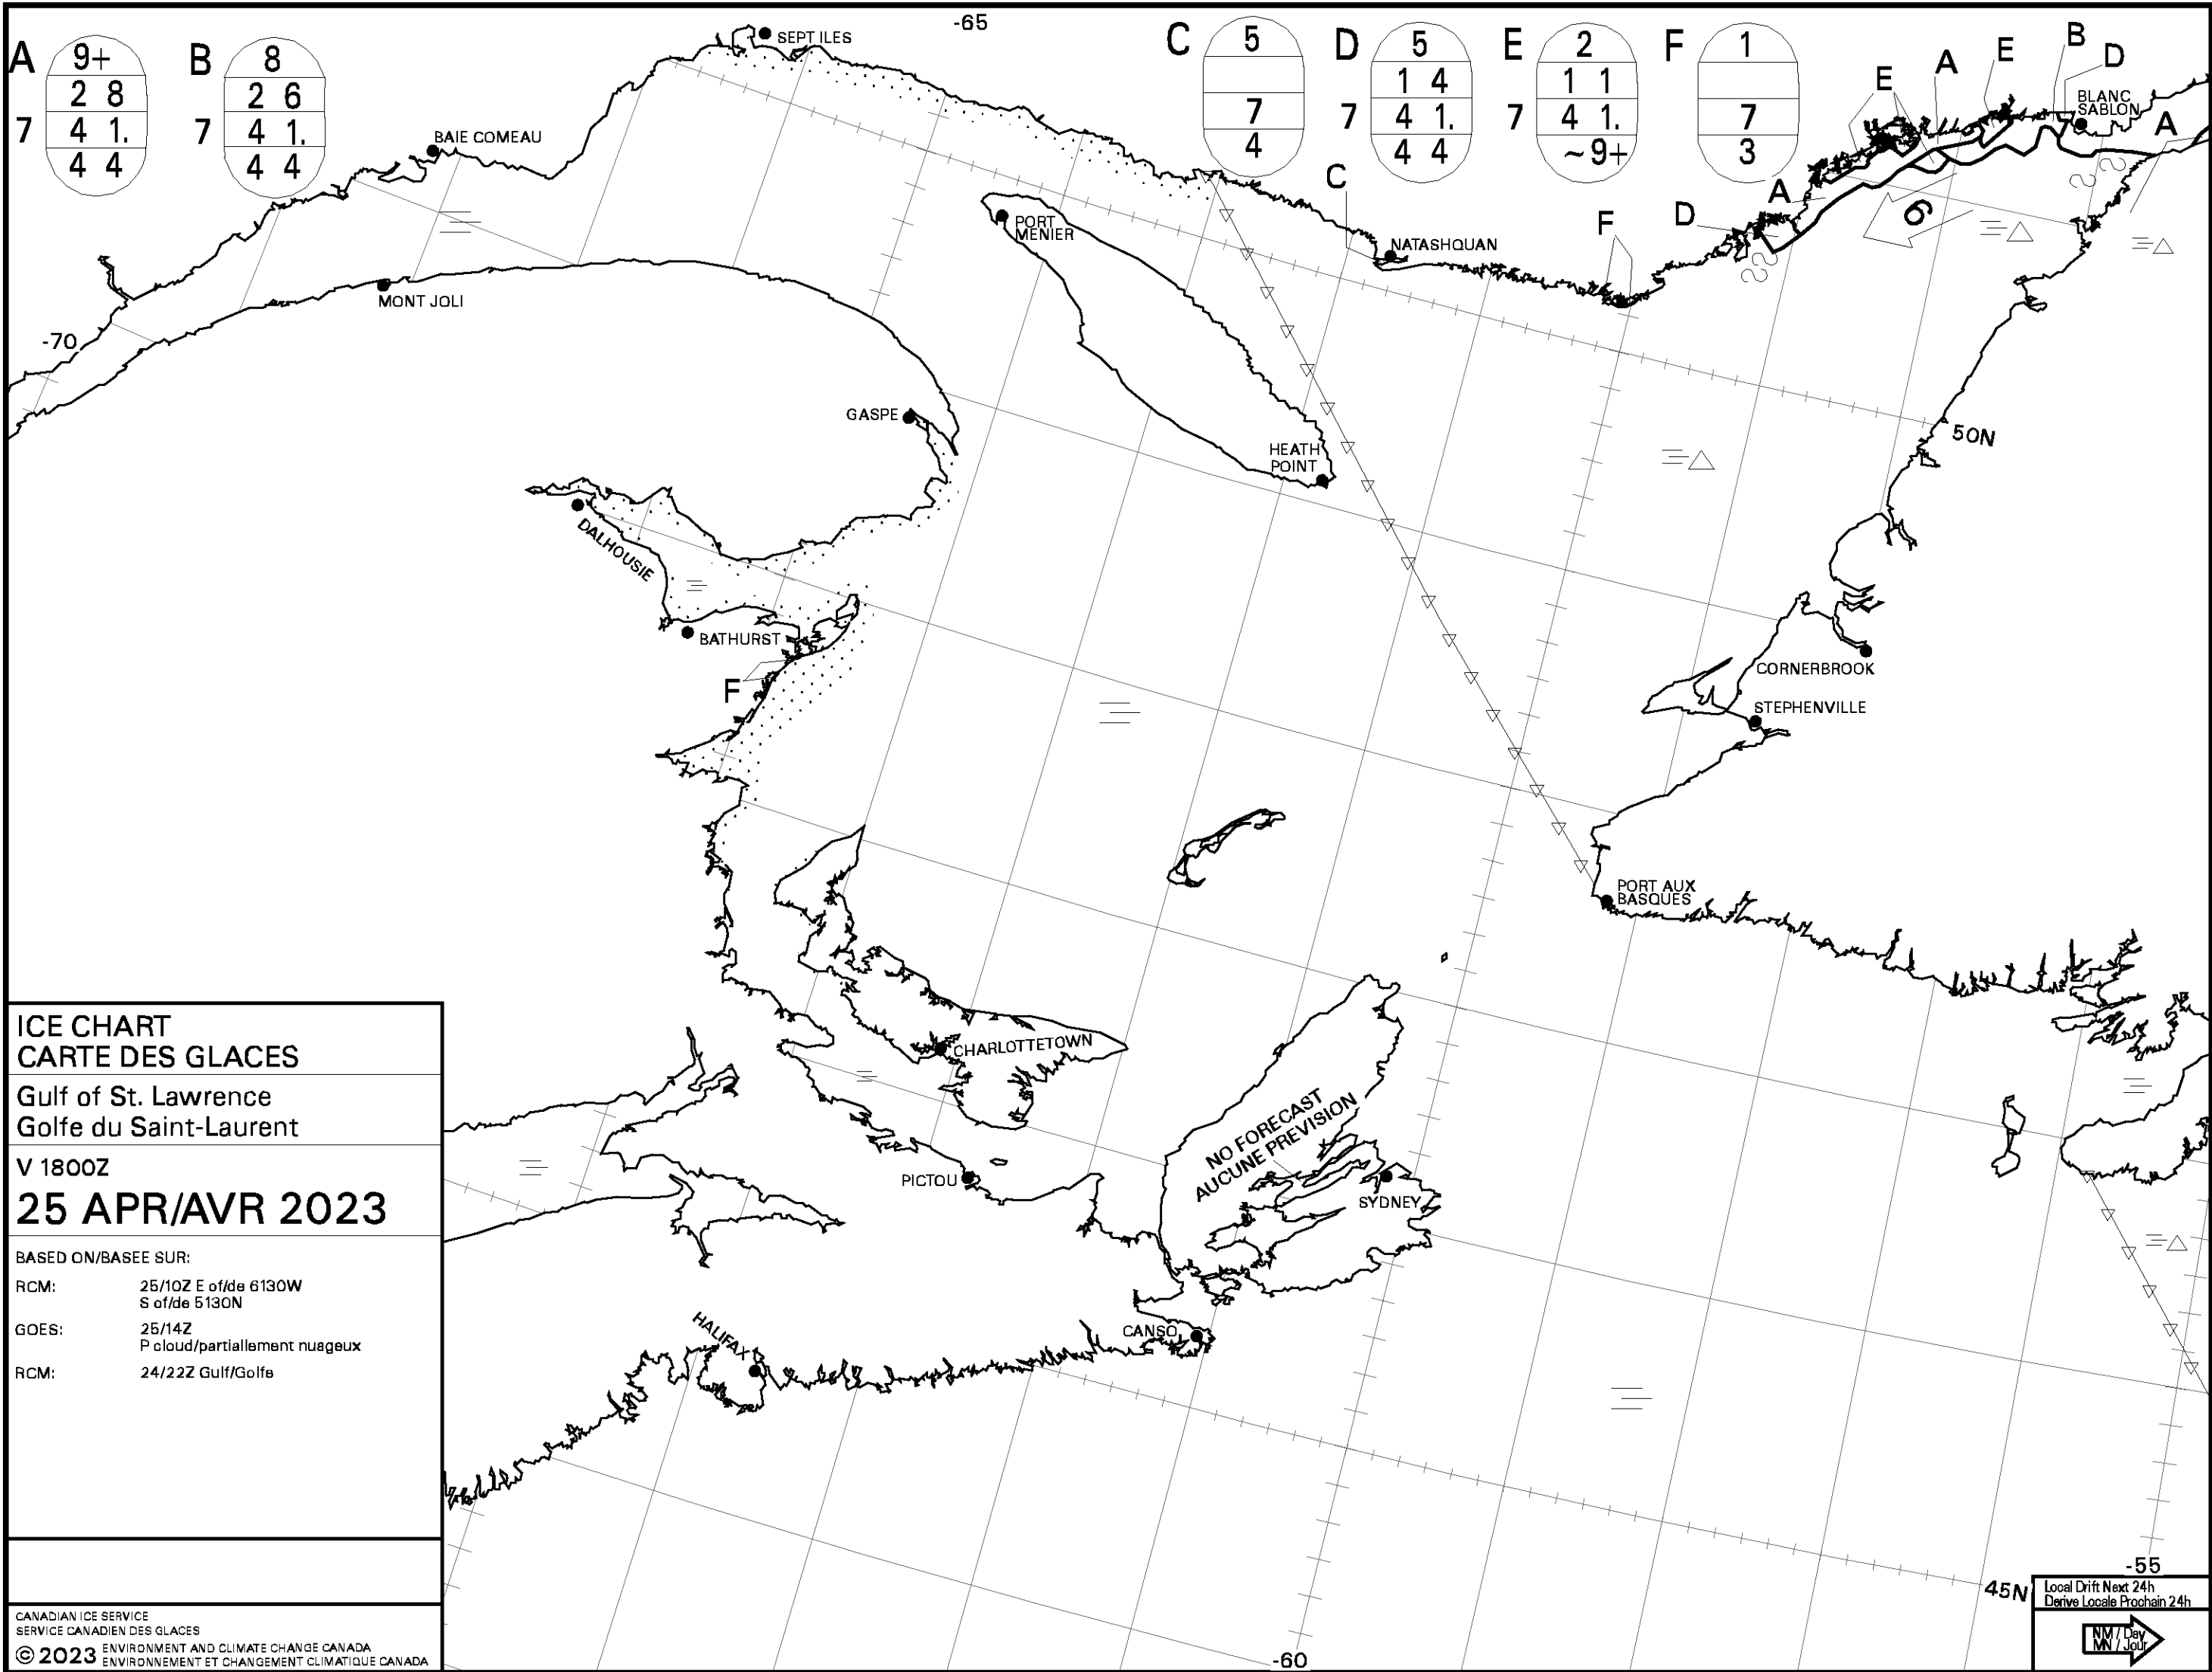 -65
A
9+
2 8
7 4 1.
4 4
B
8
2 6
7 4 1.
4 4
C
5
7
4
D
5
1 4
7 4 1.
4 4
E
2
1 1
7 4 1.
~9+
F
1
7
3
E
A
E
B
D
A
A
D
F
C
6
SEPT ILES
BAIE COMEAU
BLANC
SABLON
PORT
MENIER
NATASHQUAN
MONT JOLI
-70
GASPE
50N
HEATH
POINT
DALHOUSIE
BATHURST
F
CORNERBROOK
STEPHENVILLE
PORT AUX
BASQUES
CHARLOTTETOWN
NO FORECAST
AUCUNE PREVISION
PICTOU
SYDNEY
CANSO
HALIFAX
ICE CHART
CARTE DES GLACES
Gulf of St. Lawrence
Golfe du Saint-Laurent
V 1800Z
25 APR/AVR 2023
BASED ON/BASEE SUR:
RCM: 25/10Z E of/de 6130W
S of/de 5130N
GOES: 25/14Z
P cloud/partiallement nuageux
RCM: 24/22Z Gulf/Golfe
CANADIAN ICE SERVICE
SERVICE CANADIEN DES GLACES
© 2023 ENVIRONMENT AND CLIMATE CHANGE CANADA
ENVIRONNEMENT ET CHANGEMENT CLIMATIQUE CANADA
-60
-55
45N
Local Drift Next 24h
Derive Locale Prochain 24h
NM / Day
MN / Jour